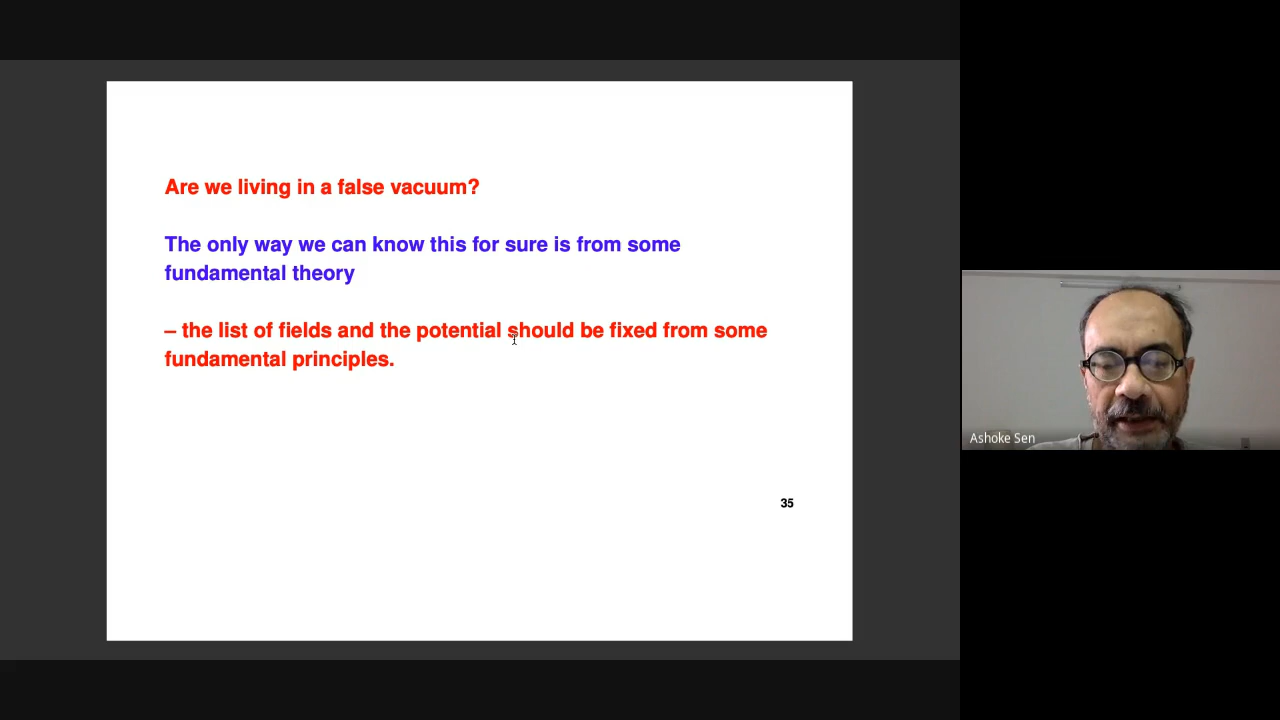 Are we living in a false vacuum?
The only way we can know this for sure is from some
fundamental theory
– the list of fields and the potential should be fixed from some
fundamental principles.
35
Ashoke Sen